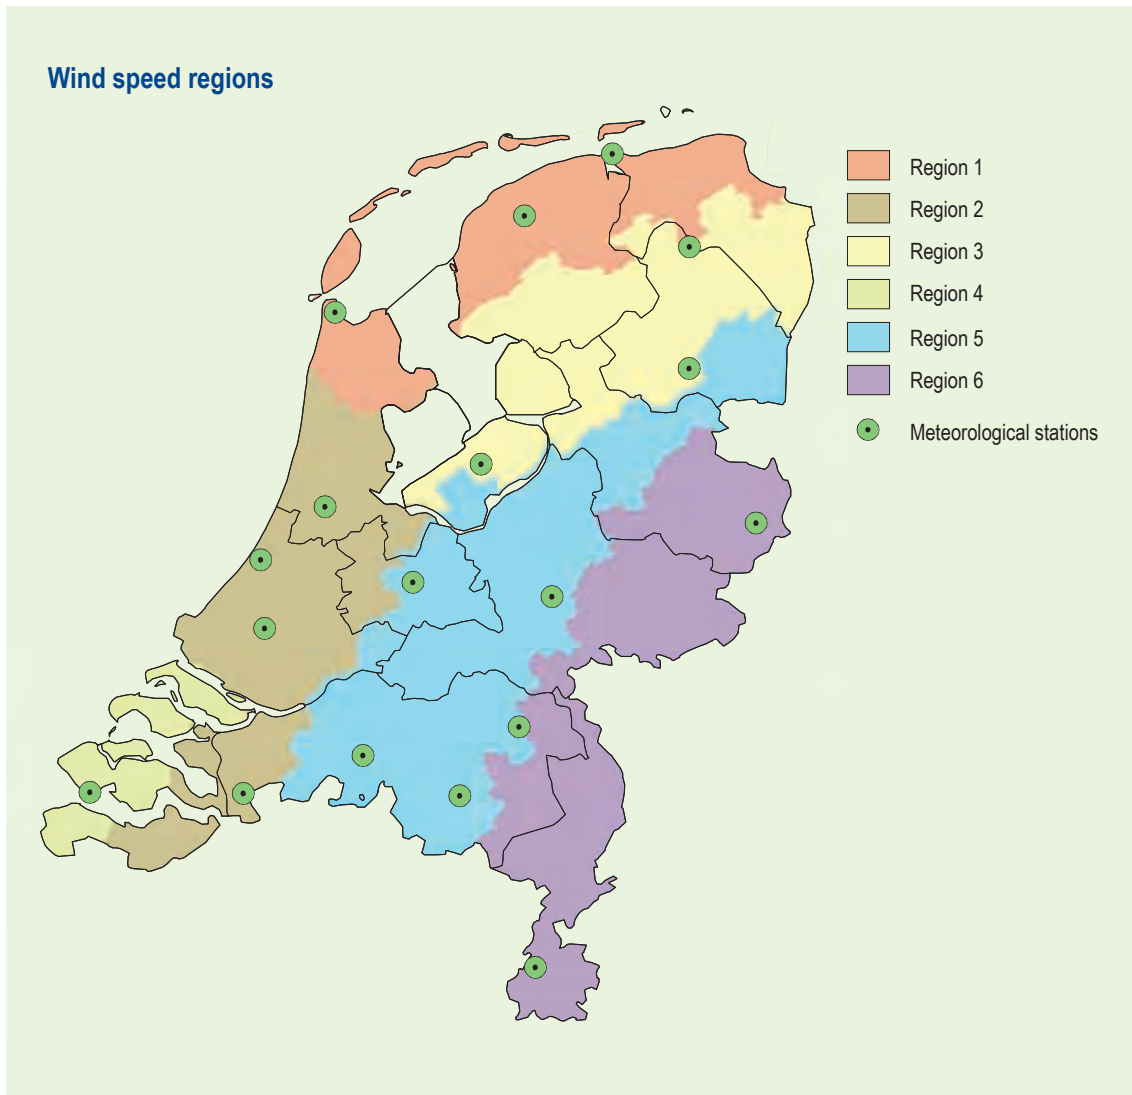 Wind speed regions
Region 1
Region 2
Region 3
Region 4
Region 5
Region 6
Meteorological stations